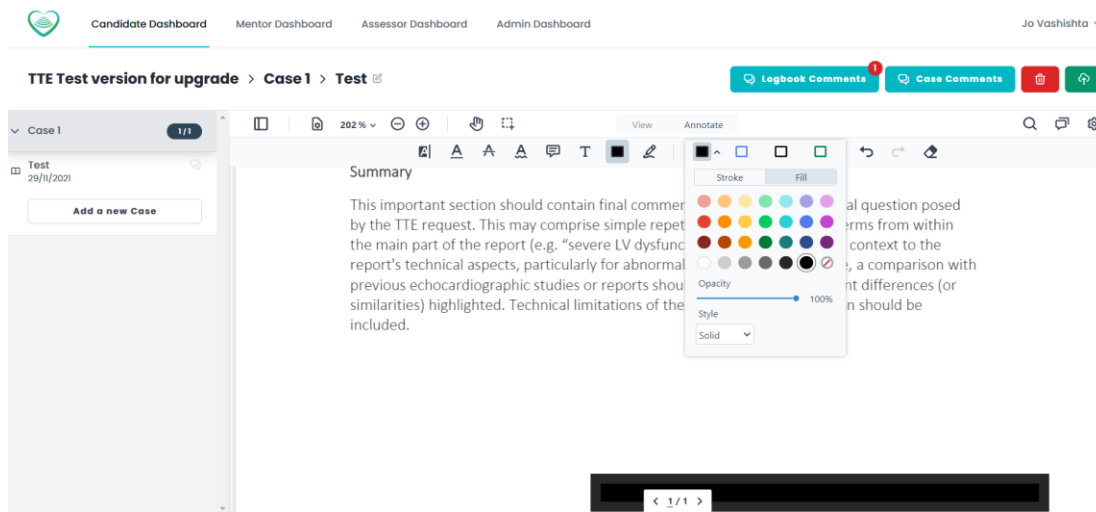 Candidate Dashboard
Mentor Dashboard
Assessor Dashboard
Admin Dashboard
Jo Vashishta
TTE Test version for upgrade > Case 1 > Test
Logbook Comments
1
Case Comments
Case 1
1/1
Test
29/11/2021
Add a new Case
202 %
View
Annotate
A
A
A
A
T
Stroke
Fill
Opacity
100%
Style
Solid
Summary
This important section should contain final commer al question posed
by the TTE request. This may comprise simple repet erms from within
the main part of the report (e.g. “severe LV dysfunc context to the
report's technical aspects, particularly for abnormal e, a comparison with
previous echocardiographic studies or reports shou nt differences (or
similarities) highlighted. Technical limitations of the n should be
included.
< 1/1 >